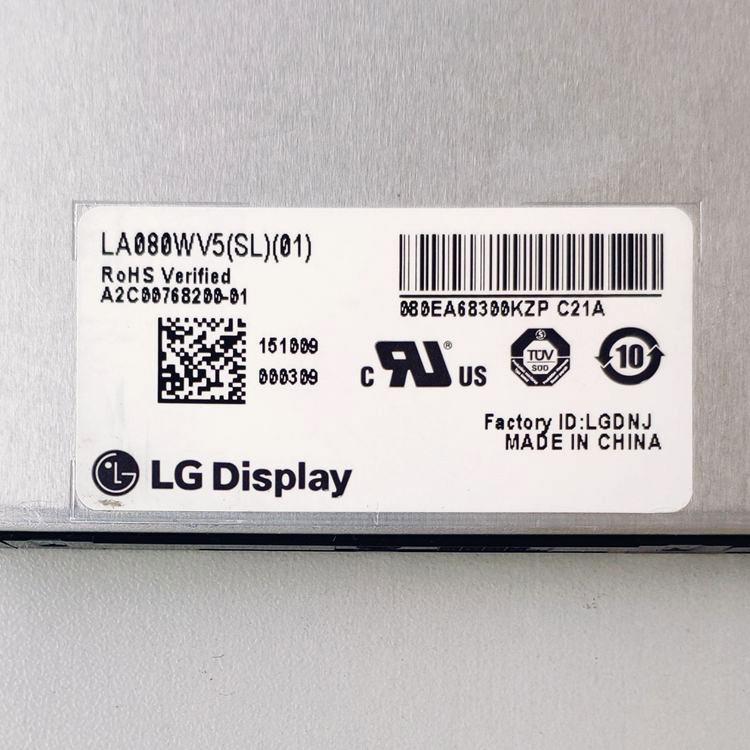 LA080WV5(SL)(01)
RoHS Verified
A2C00768200-01
080EA68300KZP C21A
151009
000309
c RU US ®
TÜV
SÜD
10
Factory ID:LGDNJ
MADE IN CHINA
LG Display